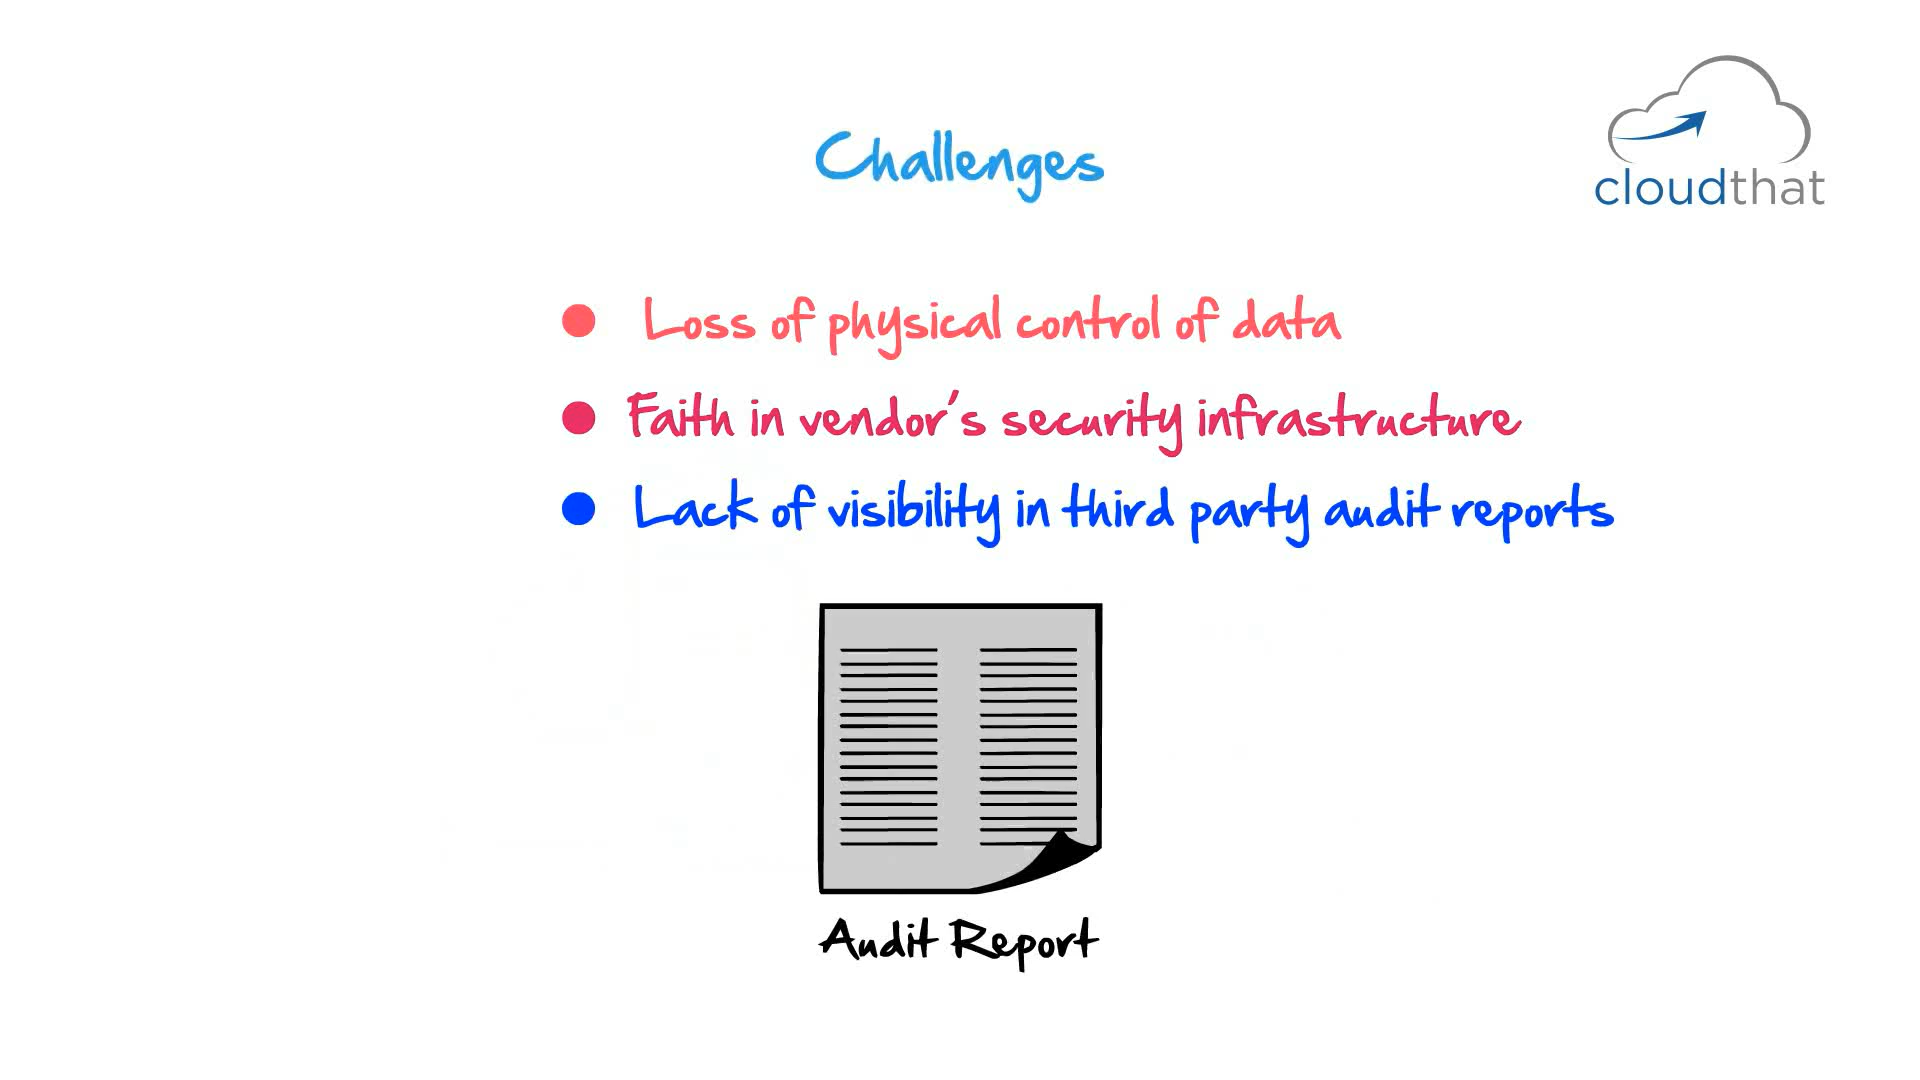 cloudthat
Challenges
Loss of physical control of data
Faith in vendor's security infrastructure
Lack of visibility in third party audit reports
Audit Report